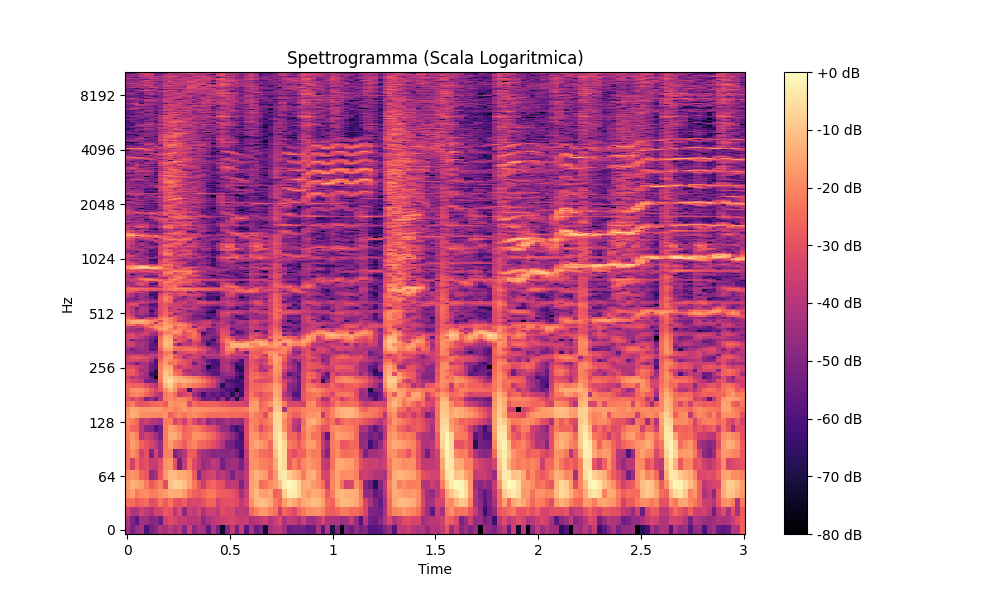 Spettrogramma (Scala Logaritmica)
Hz
8192
4096
2048
1024
512
256
128
64
0
0 0.5 1 1.5 2 2.5 3
Time
+0 dB
-10 dB
-20 dB
-30 dB
-40 dB
-50 dB
-60 dB
-70 dB
-80 dB